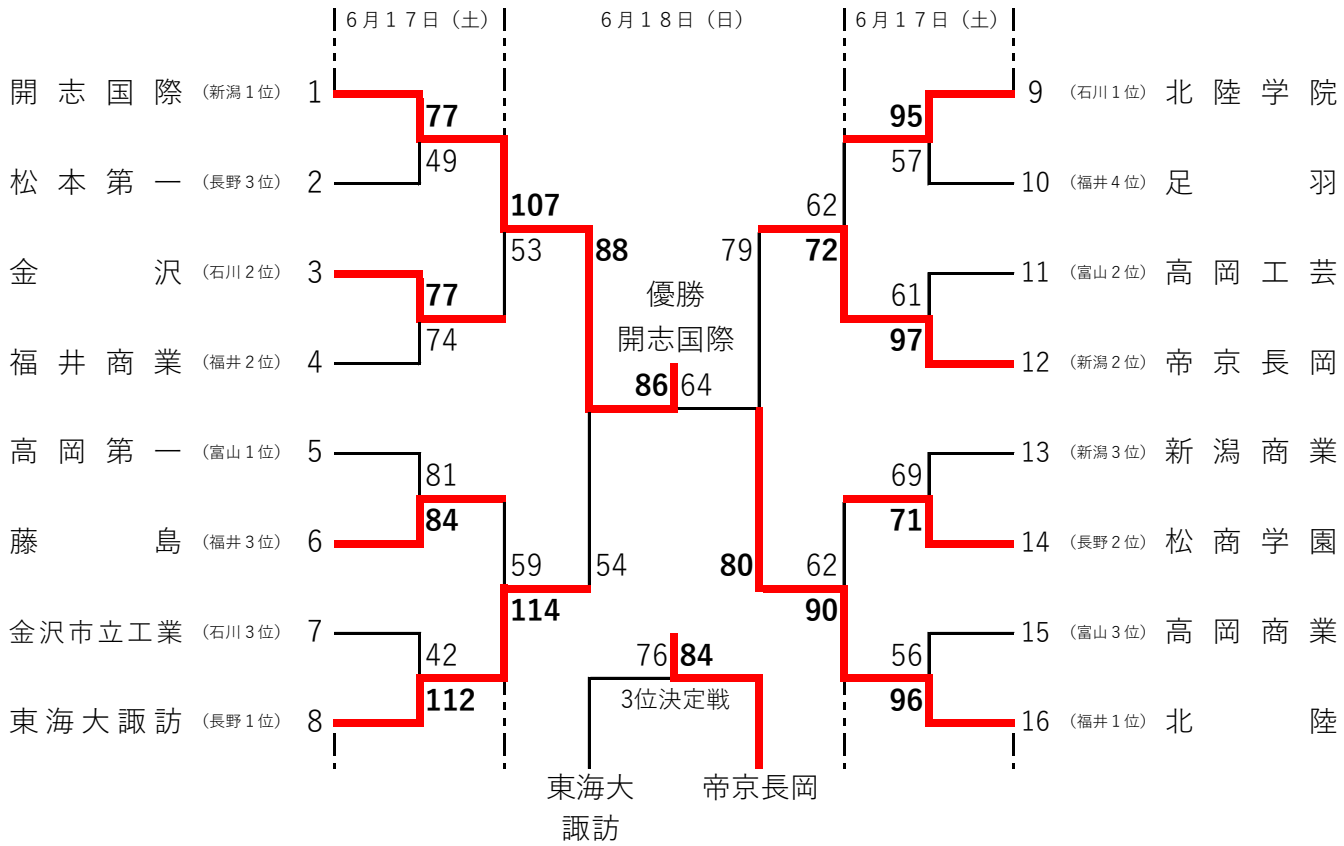 6月17日（土） 6月18日（日） 6月17日（土）
開志国際 （新潟1位） 1
77
49
松本第一 （長野3位） 2
107
53
金沢 （石川2位） 3
77
74
福井商業 （福井2位） 4
88
高岡第一 （富山1位） 5
81
84
藤島 （福井3位） 6
59
114
54
金沢市立工業 （石川3位） 7
42
112
東海大諏訪 （長野1位） 8
優勝
開志国際
86 64
76 84
3位決定戦
東海大
諏訪
帝京長岡
9 （石川1位） 北陸学院
95
57
10 （福井4位） 足羽
62
72
79
11 （富山2位） 高岡工芸
61
97
12 （新潟2位） 帝京長岡
13 （新潟3位） 新潟商業
69
71
14 （長野2位） 松商学園
80
62
90
15 （富山3位） 高岡商業
56
96
16 （福井1位） 北陸